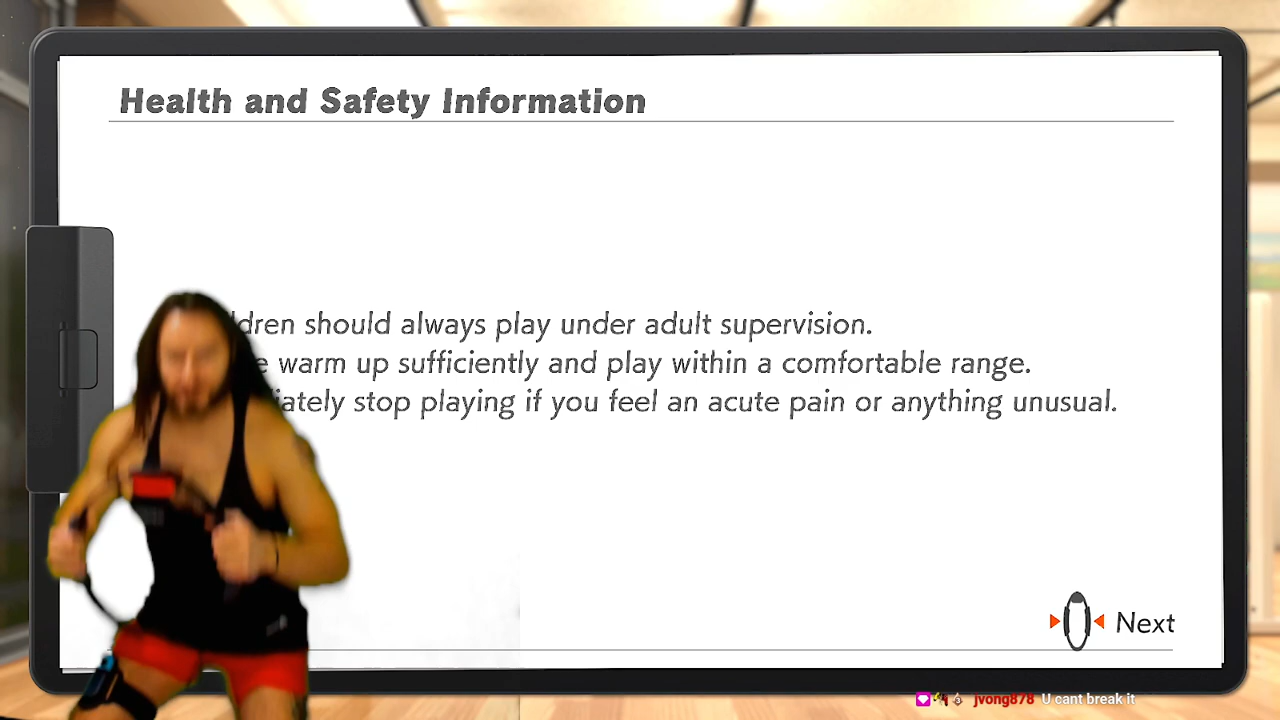 Health and Safety Information
ldren should always play under adult supervision.
e warm up sufficiently and play within a comfortable range.
iately stop playing if you feel an acute pain or anything unusual.
Next
jvong878 U cant break it